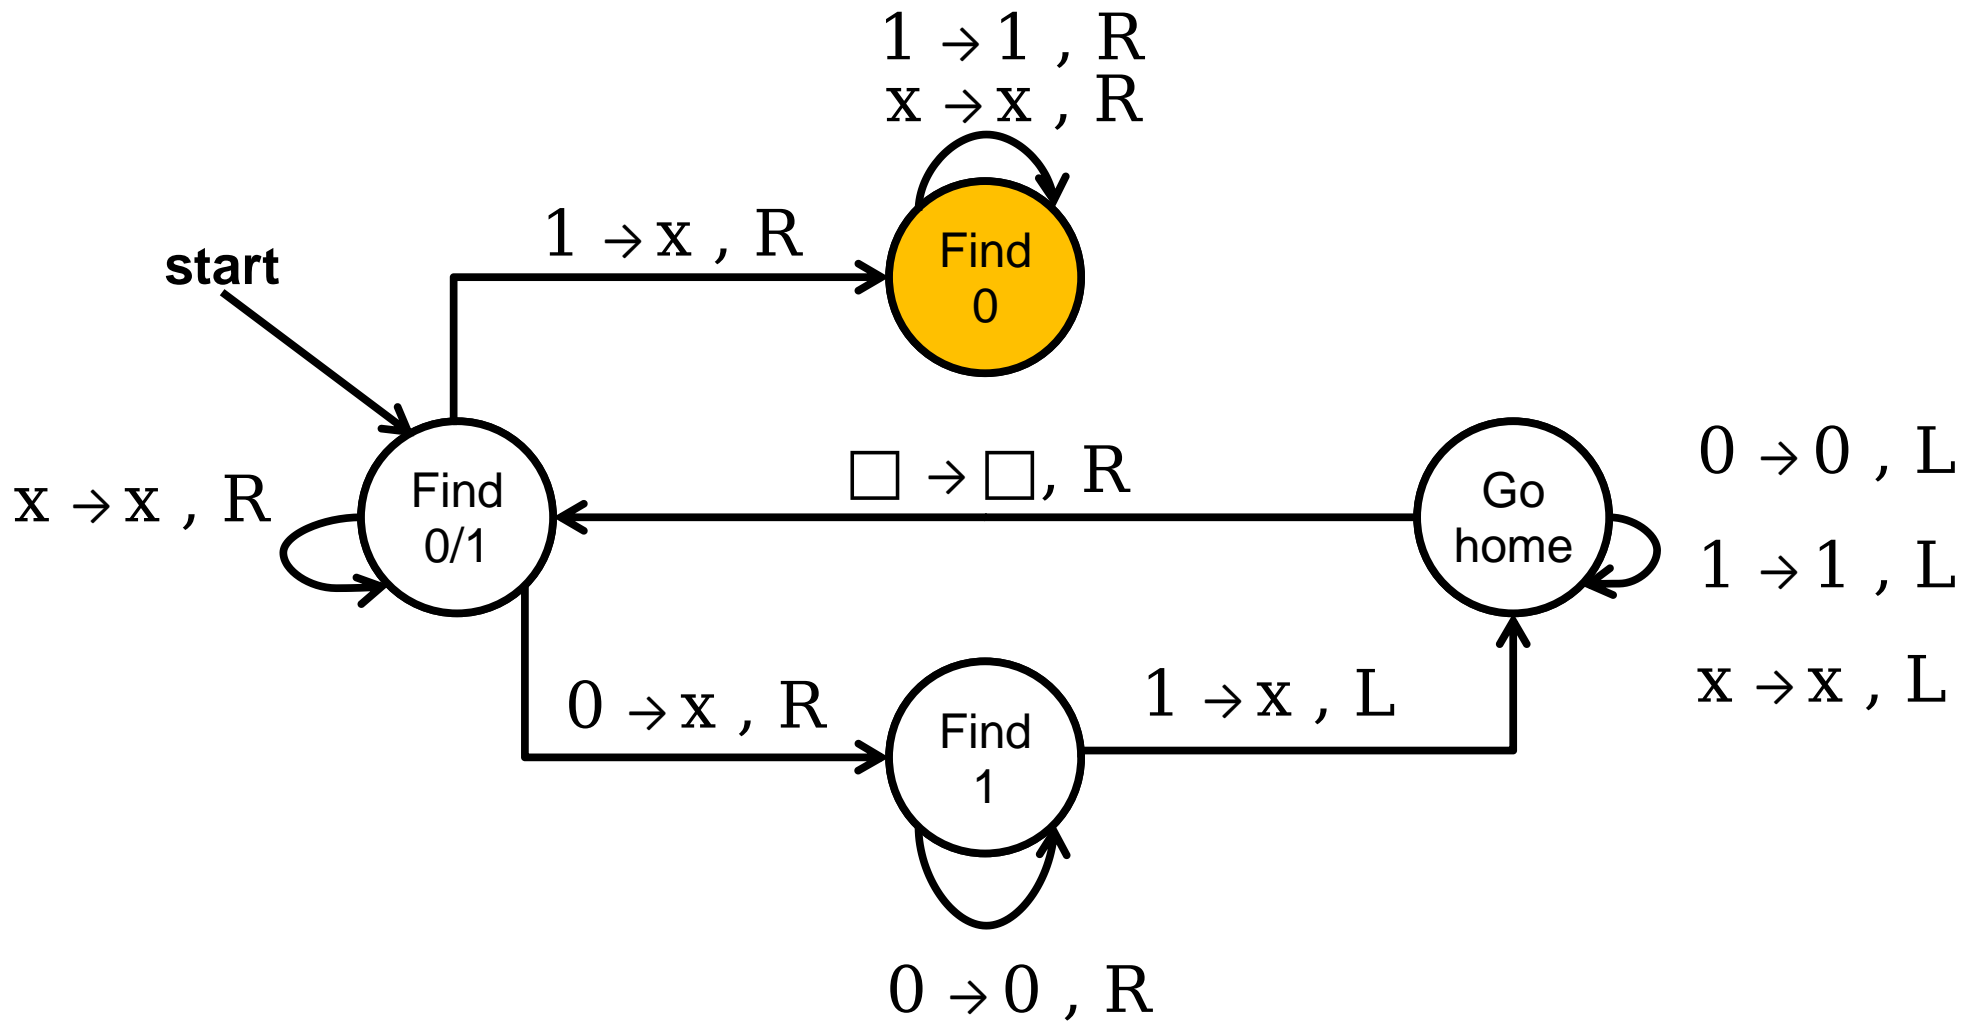 1 → 1 , R
x → x , R
1 → x , R
Find
0
start
x → x , R
Find
0/1
□ → □, R
Go
home
0 → 0 , L
1 → 1 , L
x → x , L
0 → x , R
Find
1
1 → x , L
0 → 0 , R